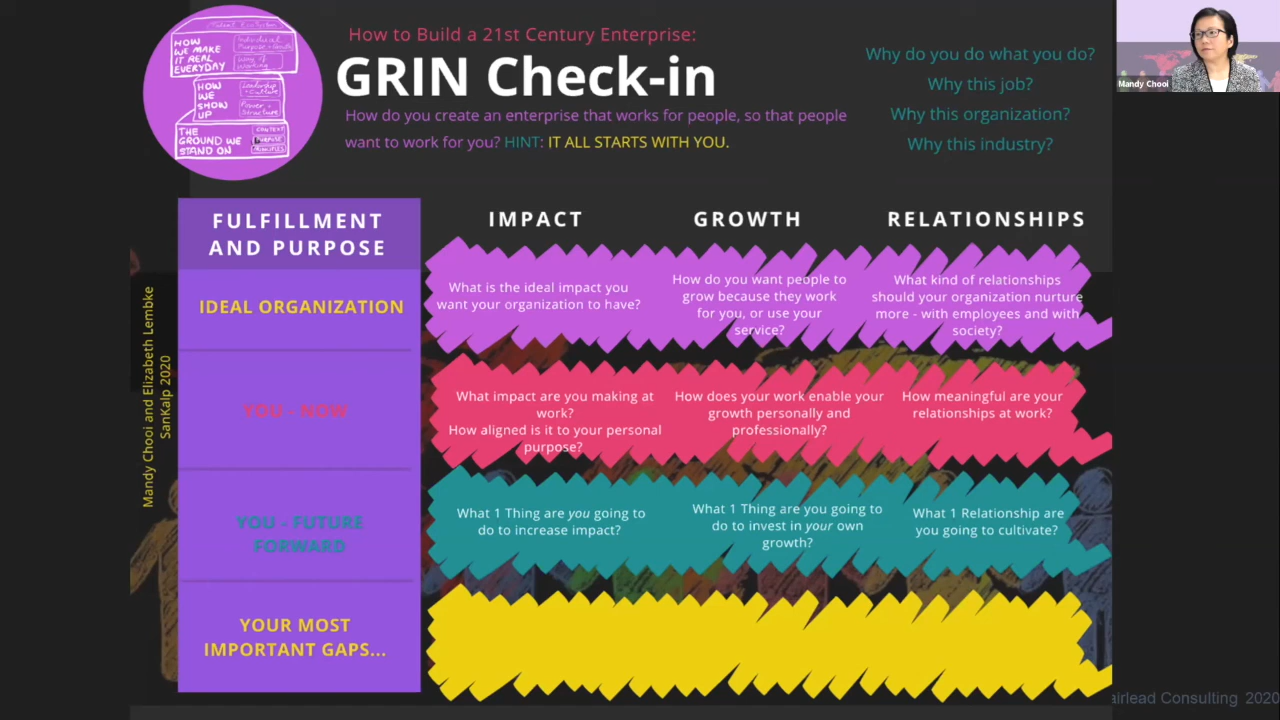 HOW
WE MAKE
IT REAL
EVERYDAY
HOW
WE
SHOW
UP
Leadership
+ Culture
Power +
Structure
THE
GROUND WE
STAND ON
CONTEXT
PURPOSE
PRINCIPLES
How to Build a 21st Century Enterprise:
GRIN Check-in
How do you create an enterprise that works for people, so that people
want to work for you? HINT: IT ALL STARTS WITH YOU.
Why do you do what you do?
Why this job?
Why this organization?
Why this industry?
Mandy Chooi
FULFILLMENT
AND PURPOSE
IMPACT
GROWTH
RELATIONSHIPS
IDEAL ORGANIZATION
What is the ideal impact you
want your organization to have?
How do you want people to
grow because they work
for you, or use your
service?
What kind of relationships
should your organization nurture
more - with employees and with
society?
YOU - NOW
What impact are you making at
work?
How aligned is it to your personal
purpose?
How does your work enable your
growth personally and
professionally?
How meaningful are your
relationships at work?
YOU - FUTURE
FORWARD
What 1 Thing are you going to
do to increase impact?
What 1 Thing are you going to
do to invest in your own
growth?
What 1 Relationship are
you going to cultivate?
YOUR MOST
IMPORTANT GAPS...
Mandy Chooi and Elizabeth Lembke
SanKalp 2020
airlead Consulting 2020